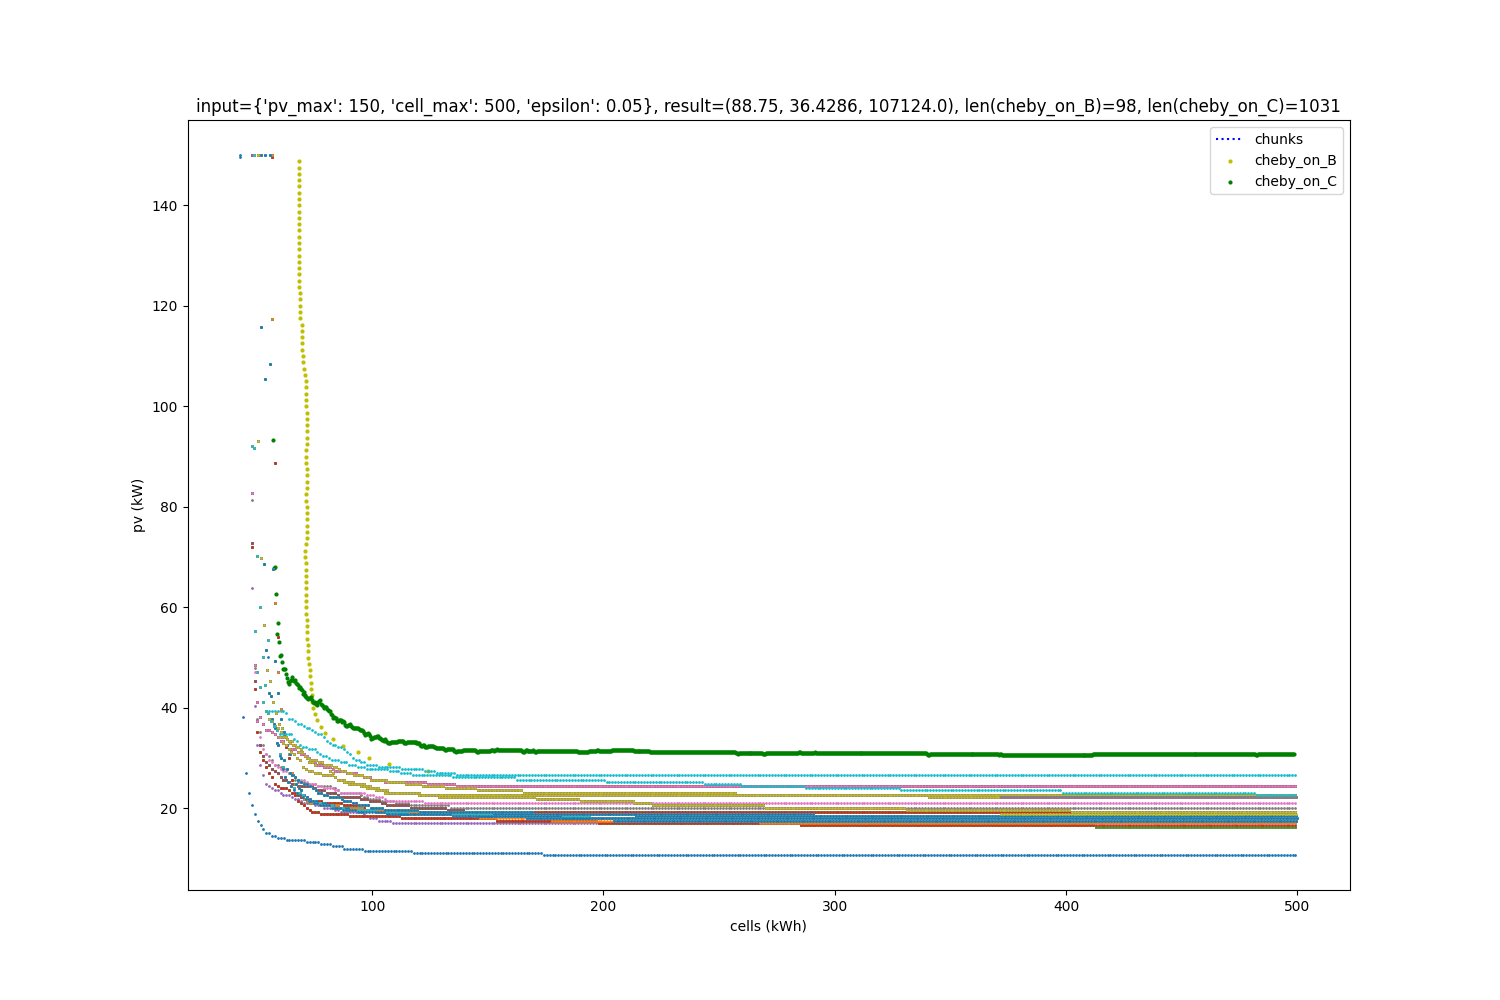 input={'pv_max': 150, 'cell_max': 500, 'epsilon': 0.05}, result=(88.75, 36.4286, 107124.0), len(cheby_on_B)=98, len(cheby_on_C)=1031
chunks
cheby_on_B
cheby_on_C
140
120
100
80
60
40
20
pv (kW)
100
200
300
400
500
cells (kWh)